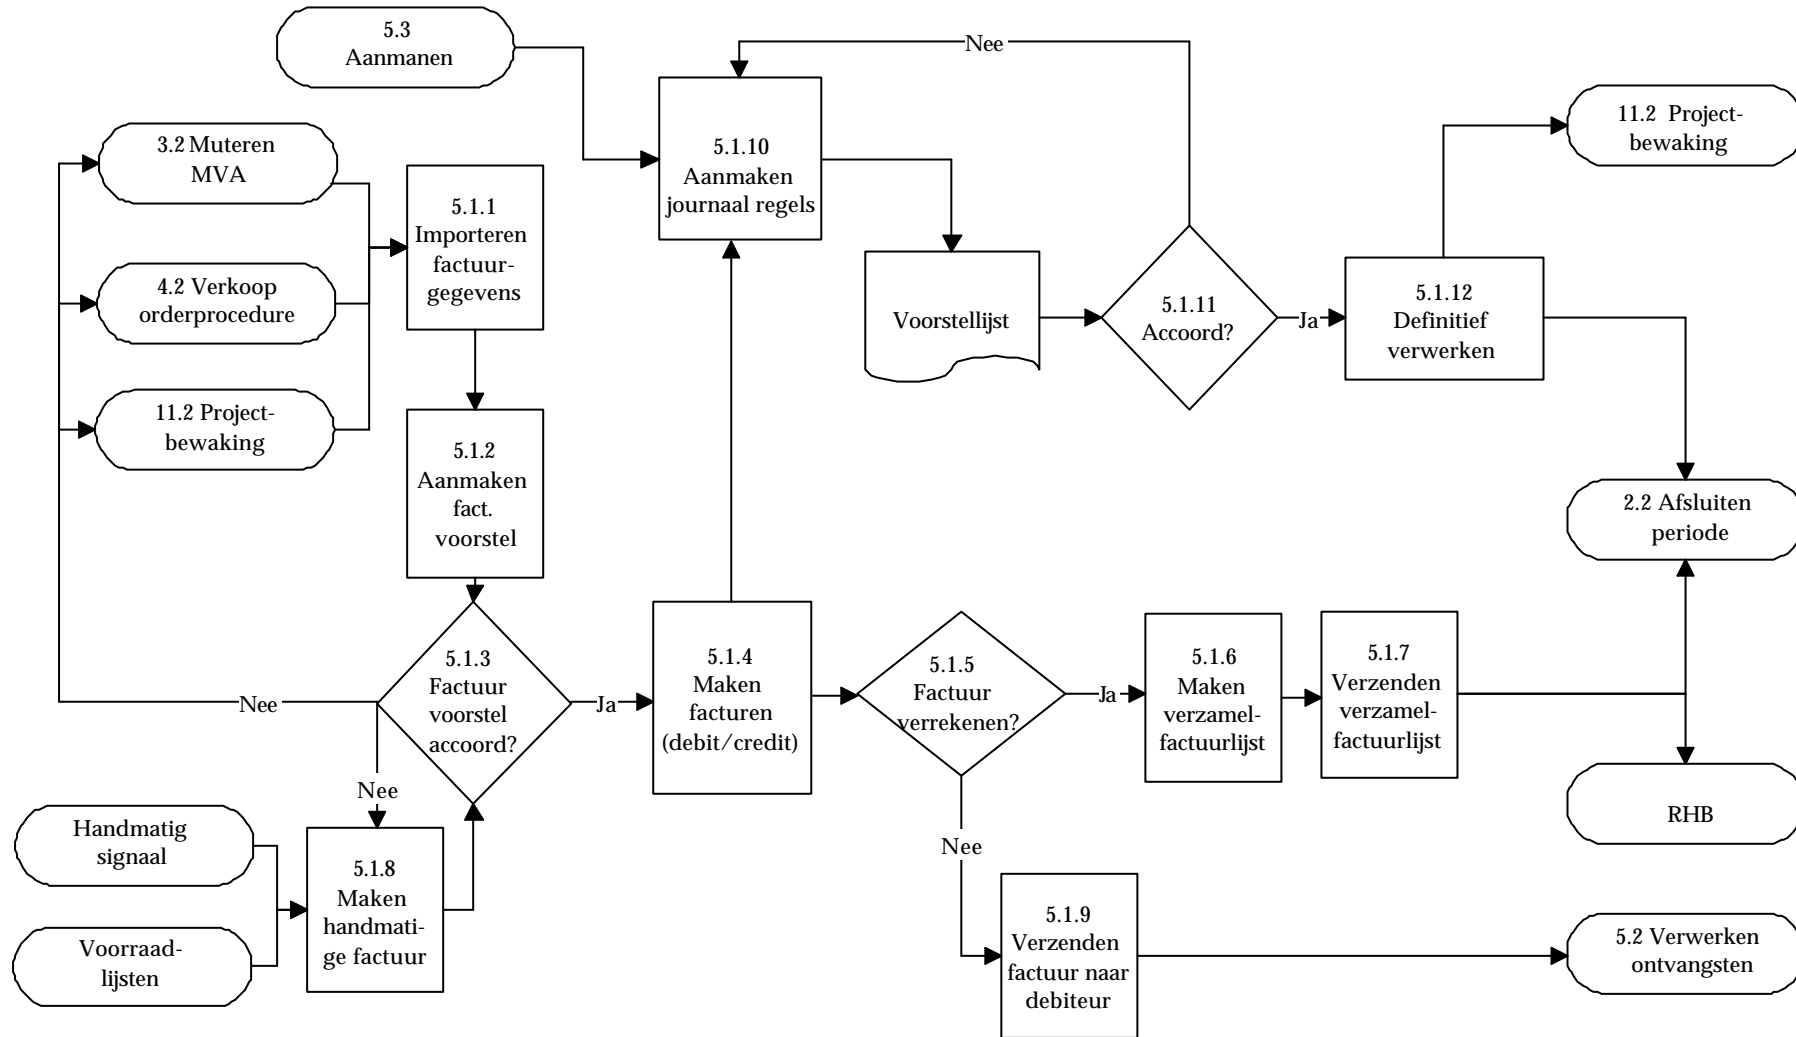 5.3
Aanmanen
Nee
11.2 Project-
bewaking
3.2 Muteren
MVA
5.1.10
Aanmaken
journaal regels
5.1.1
Importeren
factuur-
gegevens
4.2 Verkoop
orderprocedure
Voorstellijst
5.1.11
Accoord?
Ja
5.1.12
Definitief
verwerken
11.2 Project-
bewaking
5.1.2
Aanmaken
fact.
voorstel
2.2 Afsluiten
periode
5.1.3
Factuur
voorstel
accoord?
Nee
Ja
5.1.4
Maken
facturen
(debit/credit)
5.1.5
Factuur
verrekenen?
Ja
5.1.6
Maken
verzamel-
factuurlijst
5.1.7
Verzenden
verzamel-
factuurlijst
Nee
RHB
Handmatig
signaal
5.1.8
Maken
handmati-
ge factuur
Nee
Voorraad-
lijsten
5.1.9
Verzenden
factuur naar
debiteur
5.2 Verwerken
ontvangsten